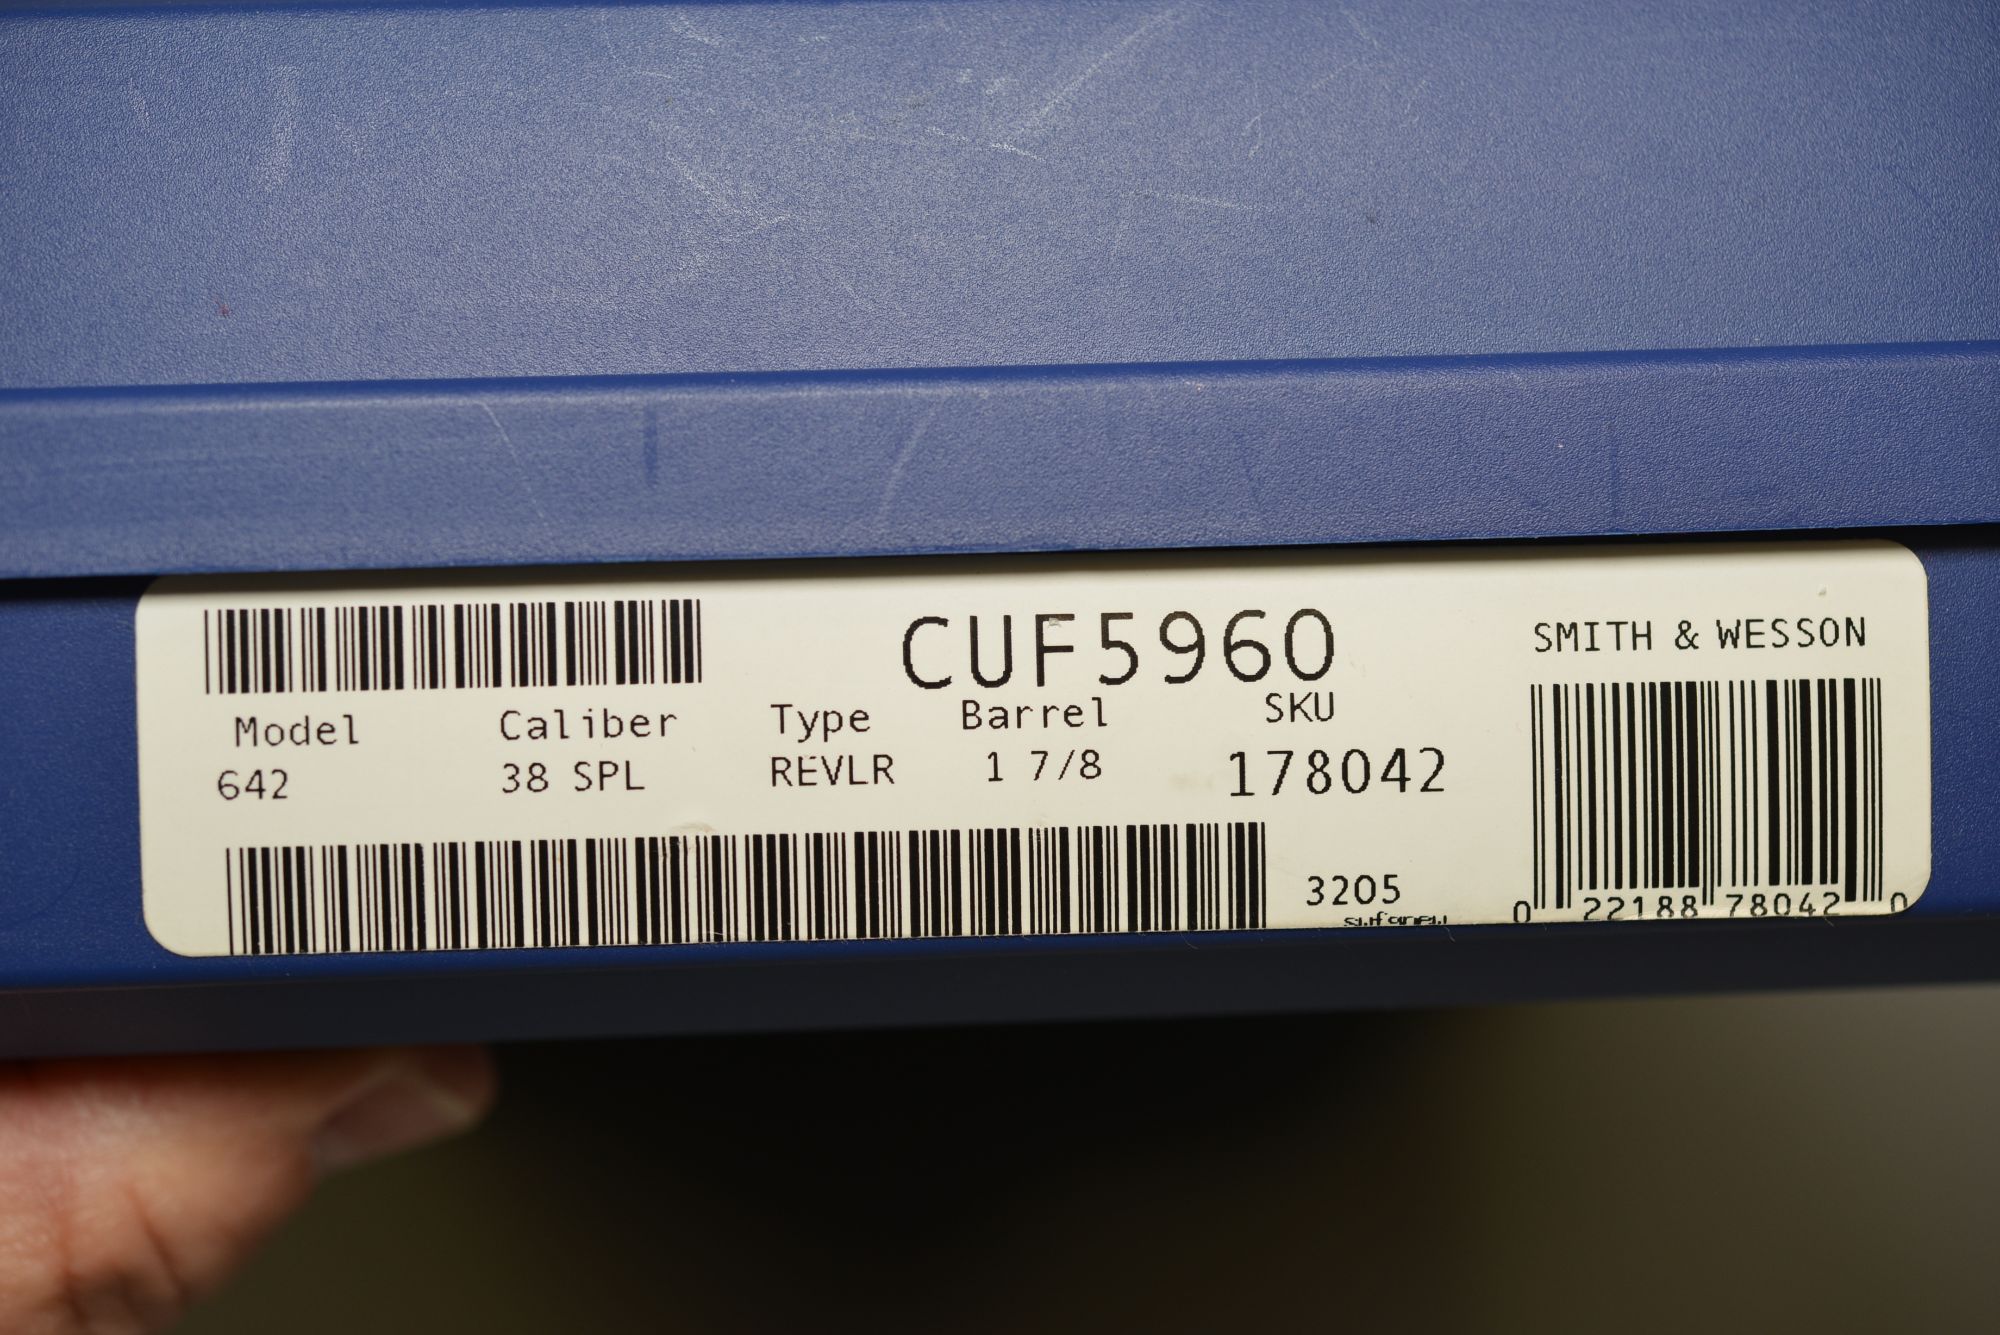 CUF5960
SMITH & WESSON
Model Caliber Type Barrel SKU
642 38 SPL REVLR 1 7/8 178042
3205
0 22188 78042 0